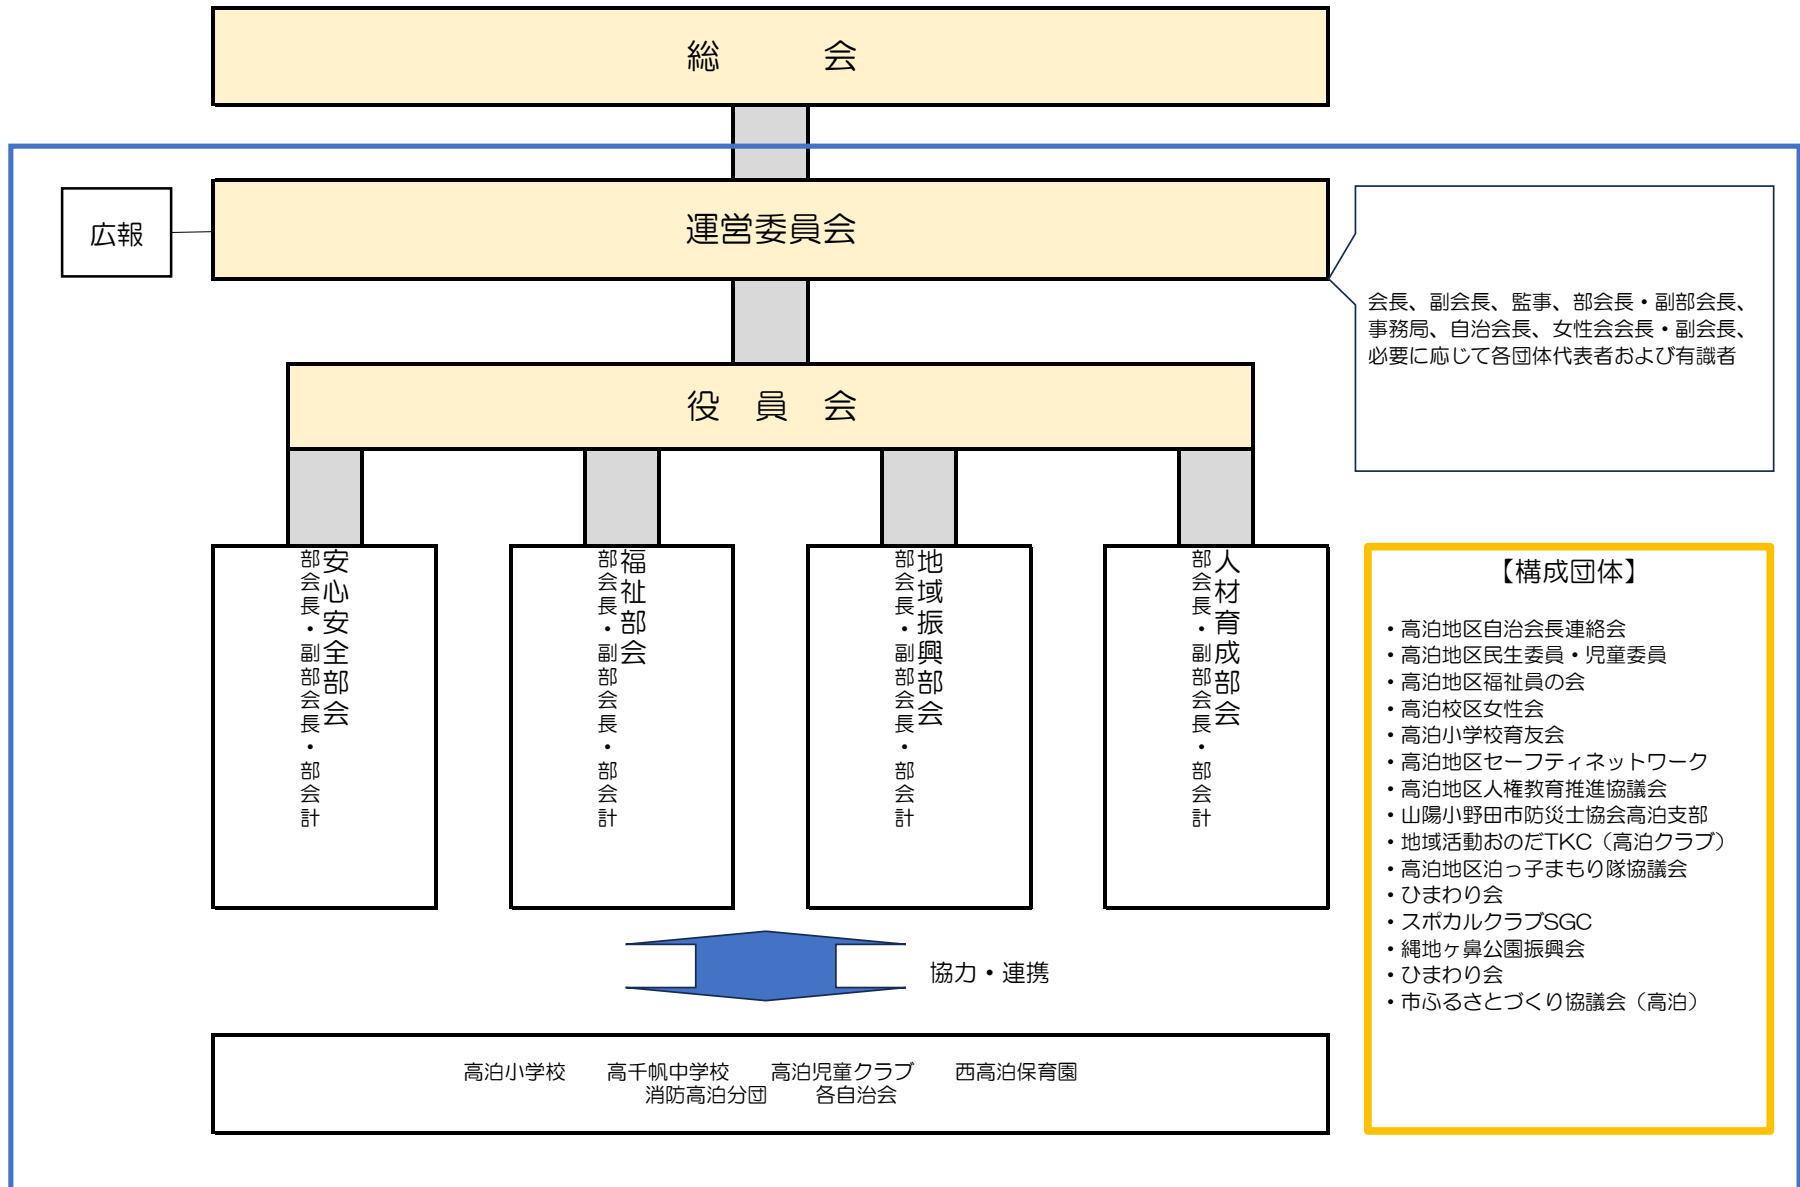 総　会
広報
運営委員会
会長、副会長、監事、部会長・副部会長、
事務局、自治会長、女性会会長・副会長、
必要に応じて各団体代表者および有識者
役　員　会
安心安全部会
部会長・副部会長・部会計
福祉部会
部会長・副部会長・部会計
地域振興部会
部会長・副部会長・部会計
人材育成部会
部会長・副部会長・部会計
【構成団体】
・高泊地区自治会長連絡会
・高泊地区民生委員・児童委員
・高泊地区福祉員の会
・高泊校区女性会
・高泊小学校育友会
・高泊地区セーフティネットワーク
・高泊地区人権教育推進協議会
・山陽小野田市防災士協会高泊支部
・地域活動おのだTKC（高泊クラブ）
・高泊地区泊っ子まもり隊協議会
・ひまわり会
・スポカルクラブSGC
・縄地ヶ鼻公園振興会
・ひまわり会
・市ふるさとづくり協議会（高泊）
協力・連携
高泊小学校　高千帆中学校　高泊児童クラブ　西高泊保育園
消防高泊分団　各自治会